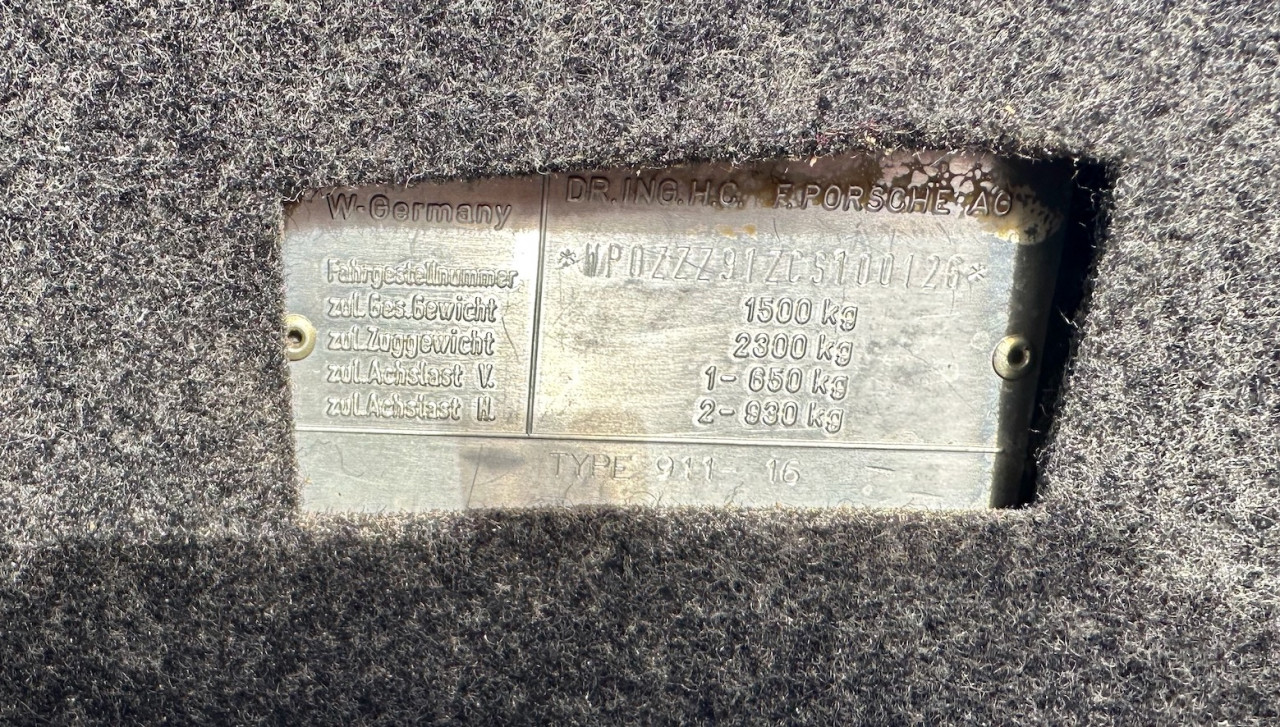 W-Germany DR.ING.H.C. F.PORSCHE AG
Fahrgestellnummer *WP0ZZZ91ZCS100126*
zul.Ges.Gewicht 1500 kg
zul.Zuggewicht 2300 kg
zul.Achslast V. 1- 650 kg
zul.Achslast H. 2- 930 kg
TYPE 911- 16